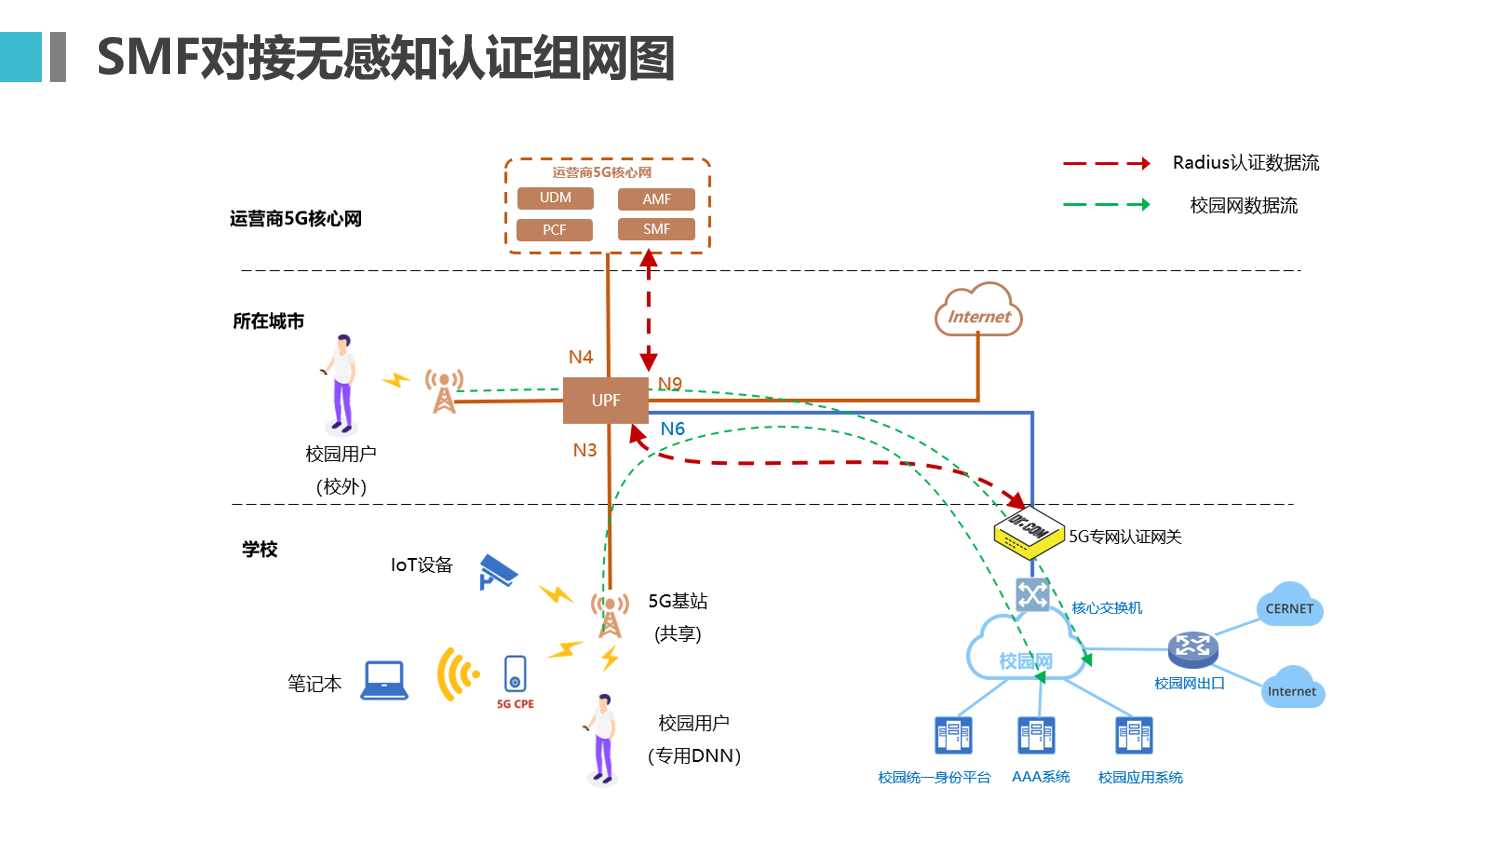 SMF对接无感知认证组网图
Radius认证数据流
校园网数据流
运营商5G核心网
运营商5G核心网
UDM
AMF
PCF
SMF
所在城市
Internet
N4
N9
UPF
N6
N3
校园用户
(校外)
学校
IoT设备
DR.COM
5G专网认证网关
5G基站
(共享)
核心交换机
CERNET
校园网
笔记本
5G CPE
校园网出口
Internet
校园用户
(专用DNN)
校园统一身份平台
AAA系统
校园应用系统